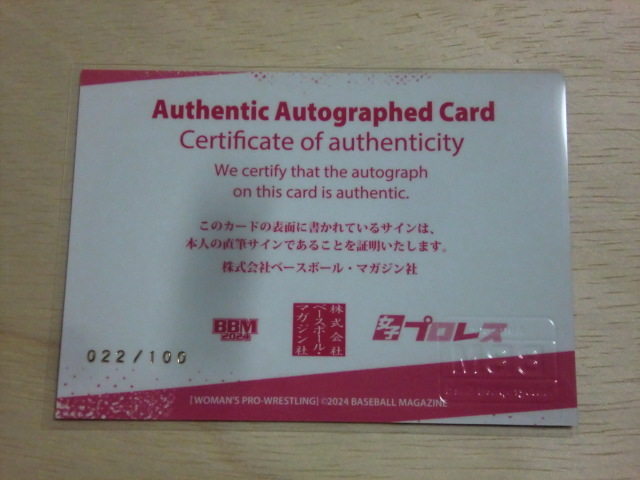 Authentic Autographed Card
Certificate of authenticity
We certify that the autograph
on this card is authentic.
このカードの表面に書かれているサインは、
本人の直筆サインであることを証明いたします。
株式会社ベースボール・マガジン社
BBM
2024
株式会社
ベースボール・
マガジン社
女子プロレス
022/100
[WOMAN'S PRO-WRESTLING] ©2024 BASEBALL MAGAZINE